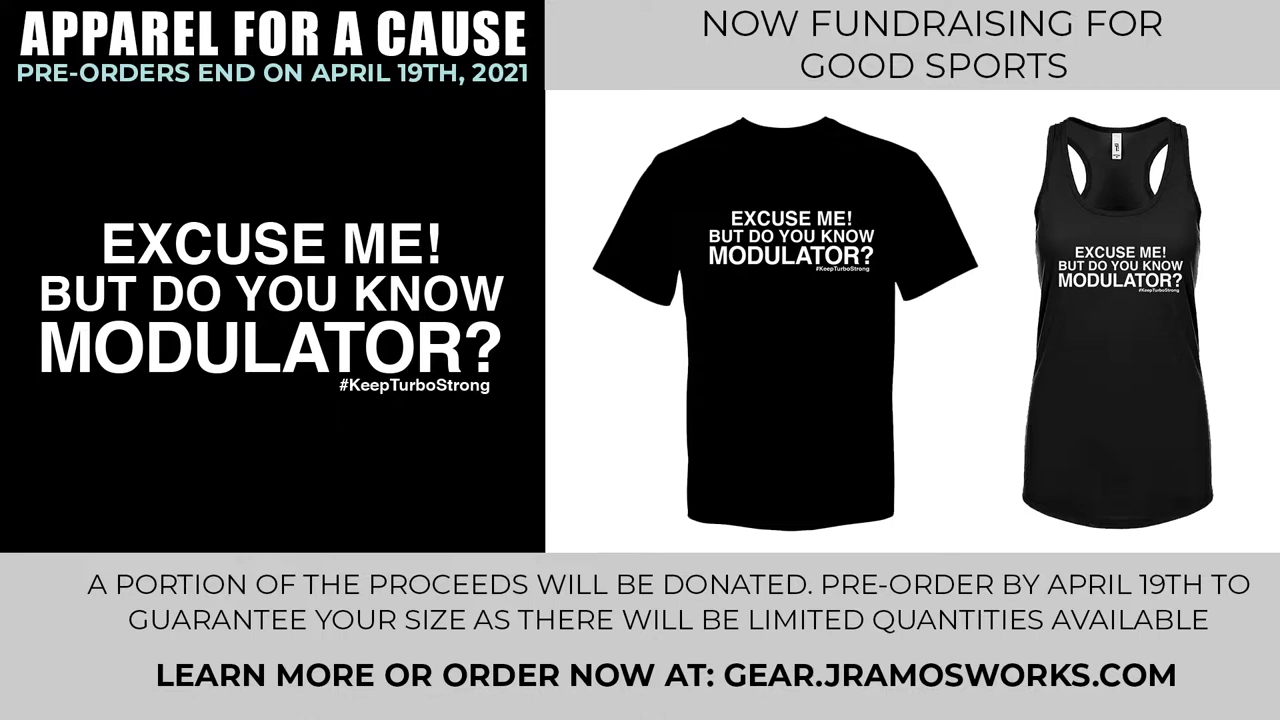 APPAREL FOR A CAUSE
PRE-ORDERS END ON APRIL 19TH, 2021
NOW FUNDRAISING FOR
GOOD SPORTS
EXCUSE ME!
BUT DO YOU KNOW
MODULATOR?
#KeepTurboStrong
EXCUSE ME!
BUT DO YOU KNOW
MODULATOR?
#KeepTurboStrong
EXCUSE ME!
BUT DO YOU KNOW
MODULATOR?
#KeepTurboStrong
A PORTION OF THE PROCEEDS WILL BE DONATED. PRE-ORDER BY APRIL 19TH TO
GUARANTEE YOUR SIZE AS THERE WILL BE LIMITED QUANTITIES AVAILABLE
LEARN MORE OR ORDER NOW AT: GEAR.JRAMOSWORKS.COM